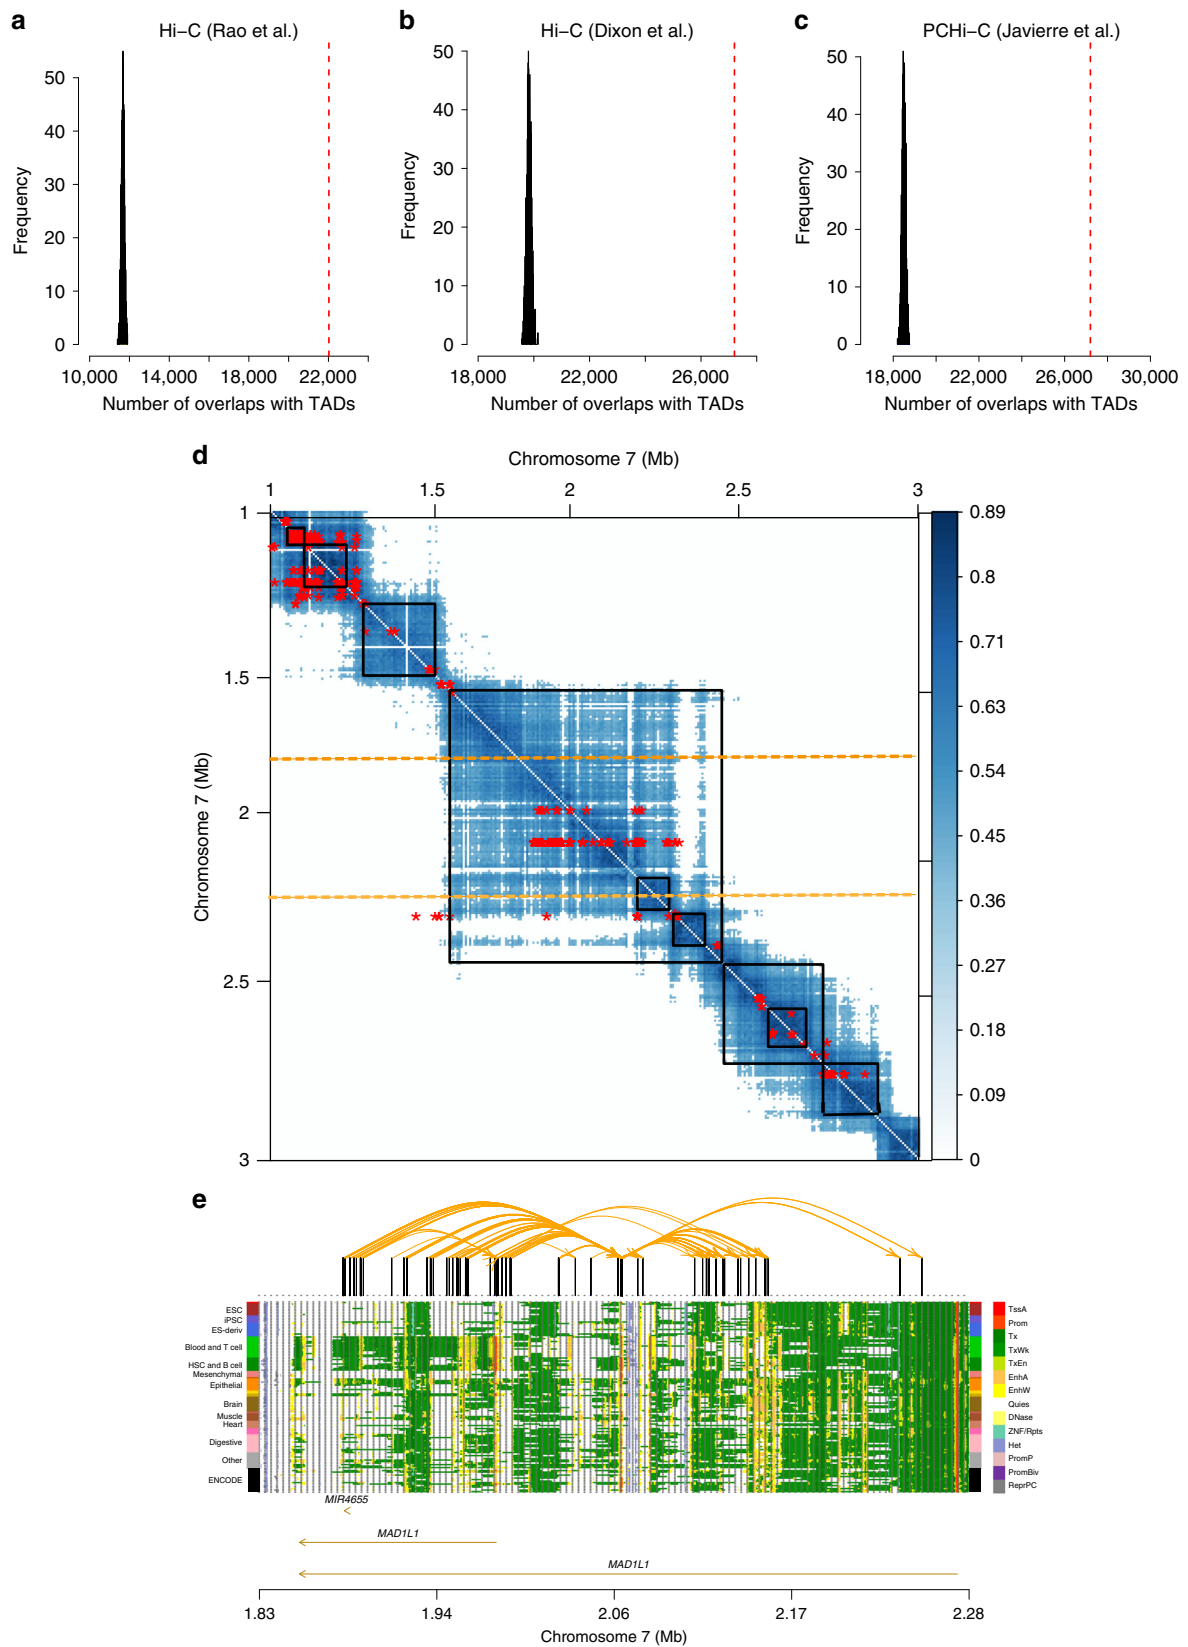 a
Hi−C (Rao et al.)
50
40
30
20
10
0
Frequency
10,000
14,000
18,000
22,000
Number of overlaps with TADs
b
Hi−C (Dixon et al.)
50
40
30
20
10
0
Frequency
18,000
22,000
26,000
Number of overlaps with TADs
c
PCHi−C (Javierre et al.)
50
40
30
20
10
0
Frequency
18,000
22,000
26,000
30,000
Number of overlaps with TADs
d
Chromosome 7 (Mb)
1
1.5
2
2.5
3
Chromosome 7 (Mb)
1
1.5
2
2.5
3
0.89
0.8
0.71
0.63
0.54
0.45
0.36
0.27
0.18
0.09
0
e
ESC
iPSC
ES-deriv
Blood and T cell
HSC and B cell
Mesenchymal
Epithelial
Brain
Muscle
Heart
Digestive
Other
ENCODE
TssA
Prom
Tx
TxWk
TxEn
EnhA
EnhW
Quies
DNase
ZNF/Rpts
Het
PromP
PromBiv
ReprPC
MIR4655
MAD1L1
MAD1L1
1.83
1.94
2.06
2.17
2.28
Chromosome 7 (Mb)